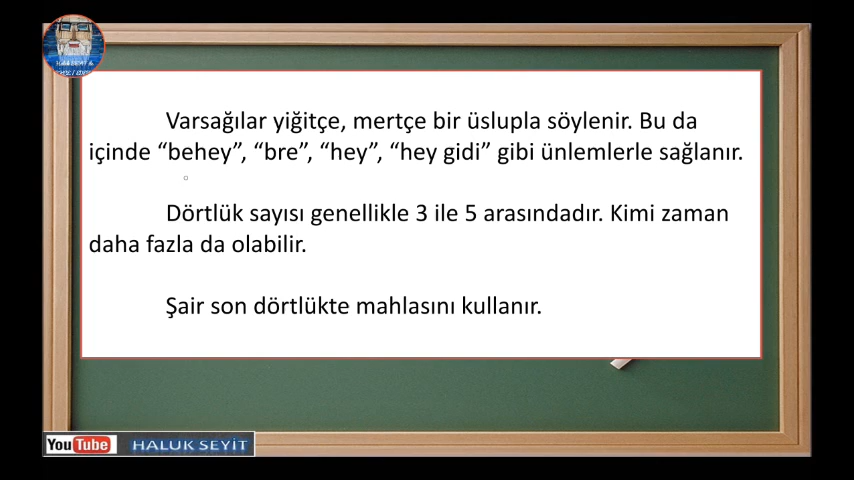 Varsağılar yiğitçe, mertçe bir üslupla söylenir. Bu da
içinde “behey”, “bre”, “hey”, “hey gidi” gibi ünlemlerle sağlanır.
Dörtlük sayısı genellikle 3 ile 5 arasındadır. Kimi zaman
daha fazla da olabilir.
Şair son dörtlükte mahlasını kullanır.
YouTube HALUK SEYİT